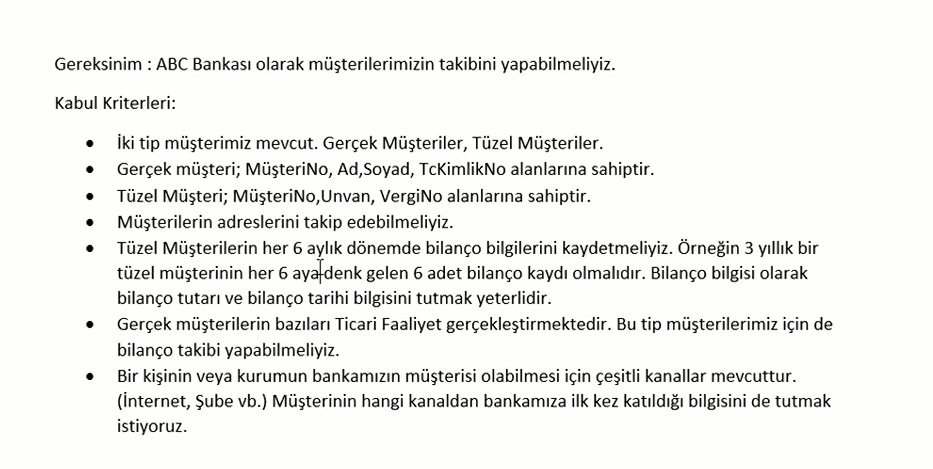 Gereksinim : ABC Bankası olarak müşterilerimizin takibini yapabilmeliyiz.
Kabul Kriterleri:
• İki tip müşterimiz mevcut. Gerçek Müşteriler, Tüzel Müşteriler.
• Gerçek müşteri; MüşteriNo, Ad,Soyad, TcKimlikNo alanlarına sahiptir.
• Tüzel Müşteri; MüşteriNo,Unvan, VergiNo alanlarına sahiptir.
• Müşterilerin adreslerini takip edebilmeliyiz.
• Tüzel Müşterilerin her 6 aylık dönemde bilanço bilgilerini kaydetmeliyiz. Örneğin 3 yıllık bir
tüzel müşterinin her 6 aya denk gelen 6 adet bilanço kaydı olmalıdır. Bilanço bilgisi olarak
bilanço tutarı ve bilanço tarihi bilgisini tutmak yeterlidir.
• Gerçek müşterilerin bazıları Ticari Faaliyet gerçekleştirmektedir. Bu tip müşterilerimiz için de
bilanço takibi yapabilmeliyiz.
• Bir kişinin veya kurumun bankamızın müşterisi olabilmesi için çeşitli kanallar mevcuttur.
(İnternet, Şube vb.) Müşterinin hangi kanaldan bankamıza ilk kez katıldığı bilgisini de tutmak
istiyoruz.